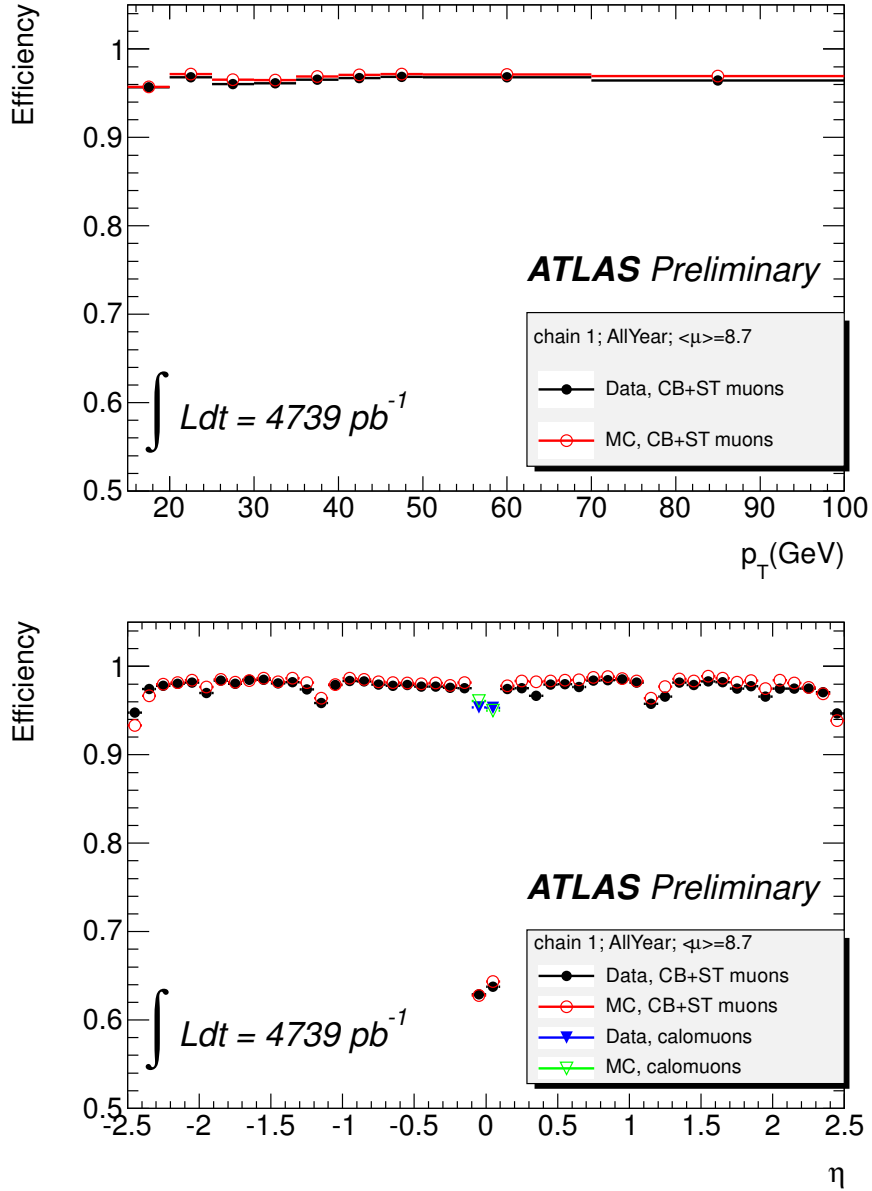 Efficiency
1
0.9
0.8
0.7
0.6
0.5
ATLAS Preliminary
chain 1; AllYear; <μ>=8.7
Data, CB+ST muons
MC, CB+ST muons
∫ Ldt = 4739 pb-1
20 30 40 50 60 70 80 90 100
pT(GeV)
Efficiency
1
0.9
0.8
0.7
0.6
0.5
ATLAS Preliminary
chain 1; AllYear; <μ>=8.7
Data, CB+ST muons
MC, CB+ST muons
Data, calomuons
MC, calomuons
∫ Ldt = 4739 pb-1
-2.5 -2 -1.5 -1 -0.5 0 0.5 1 1.5 2 2.5
η